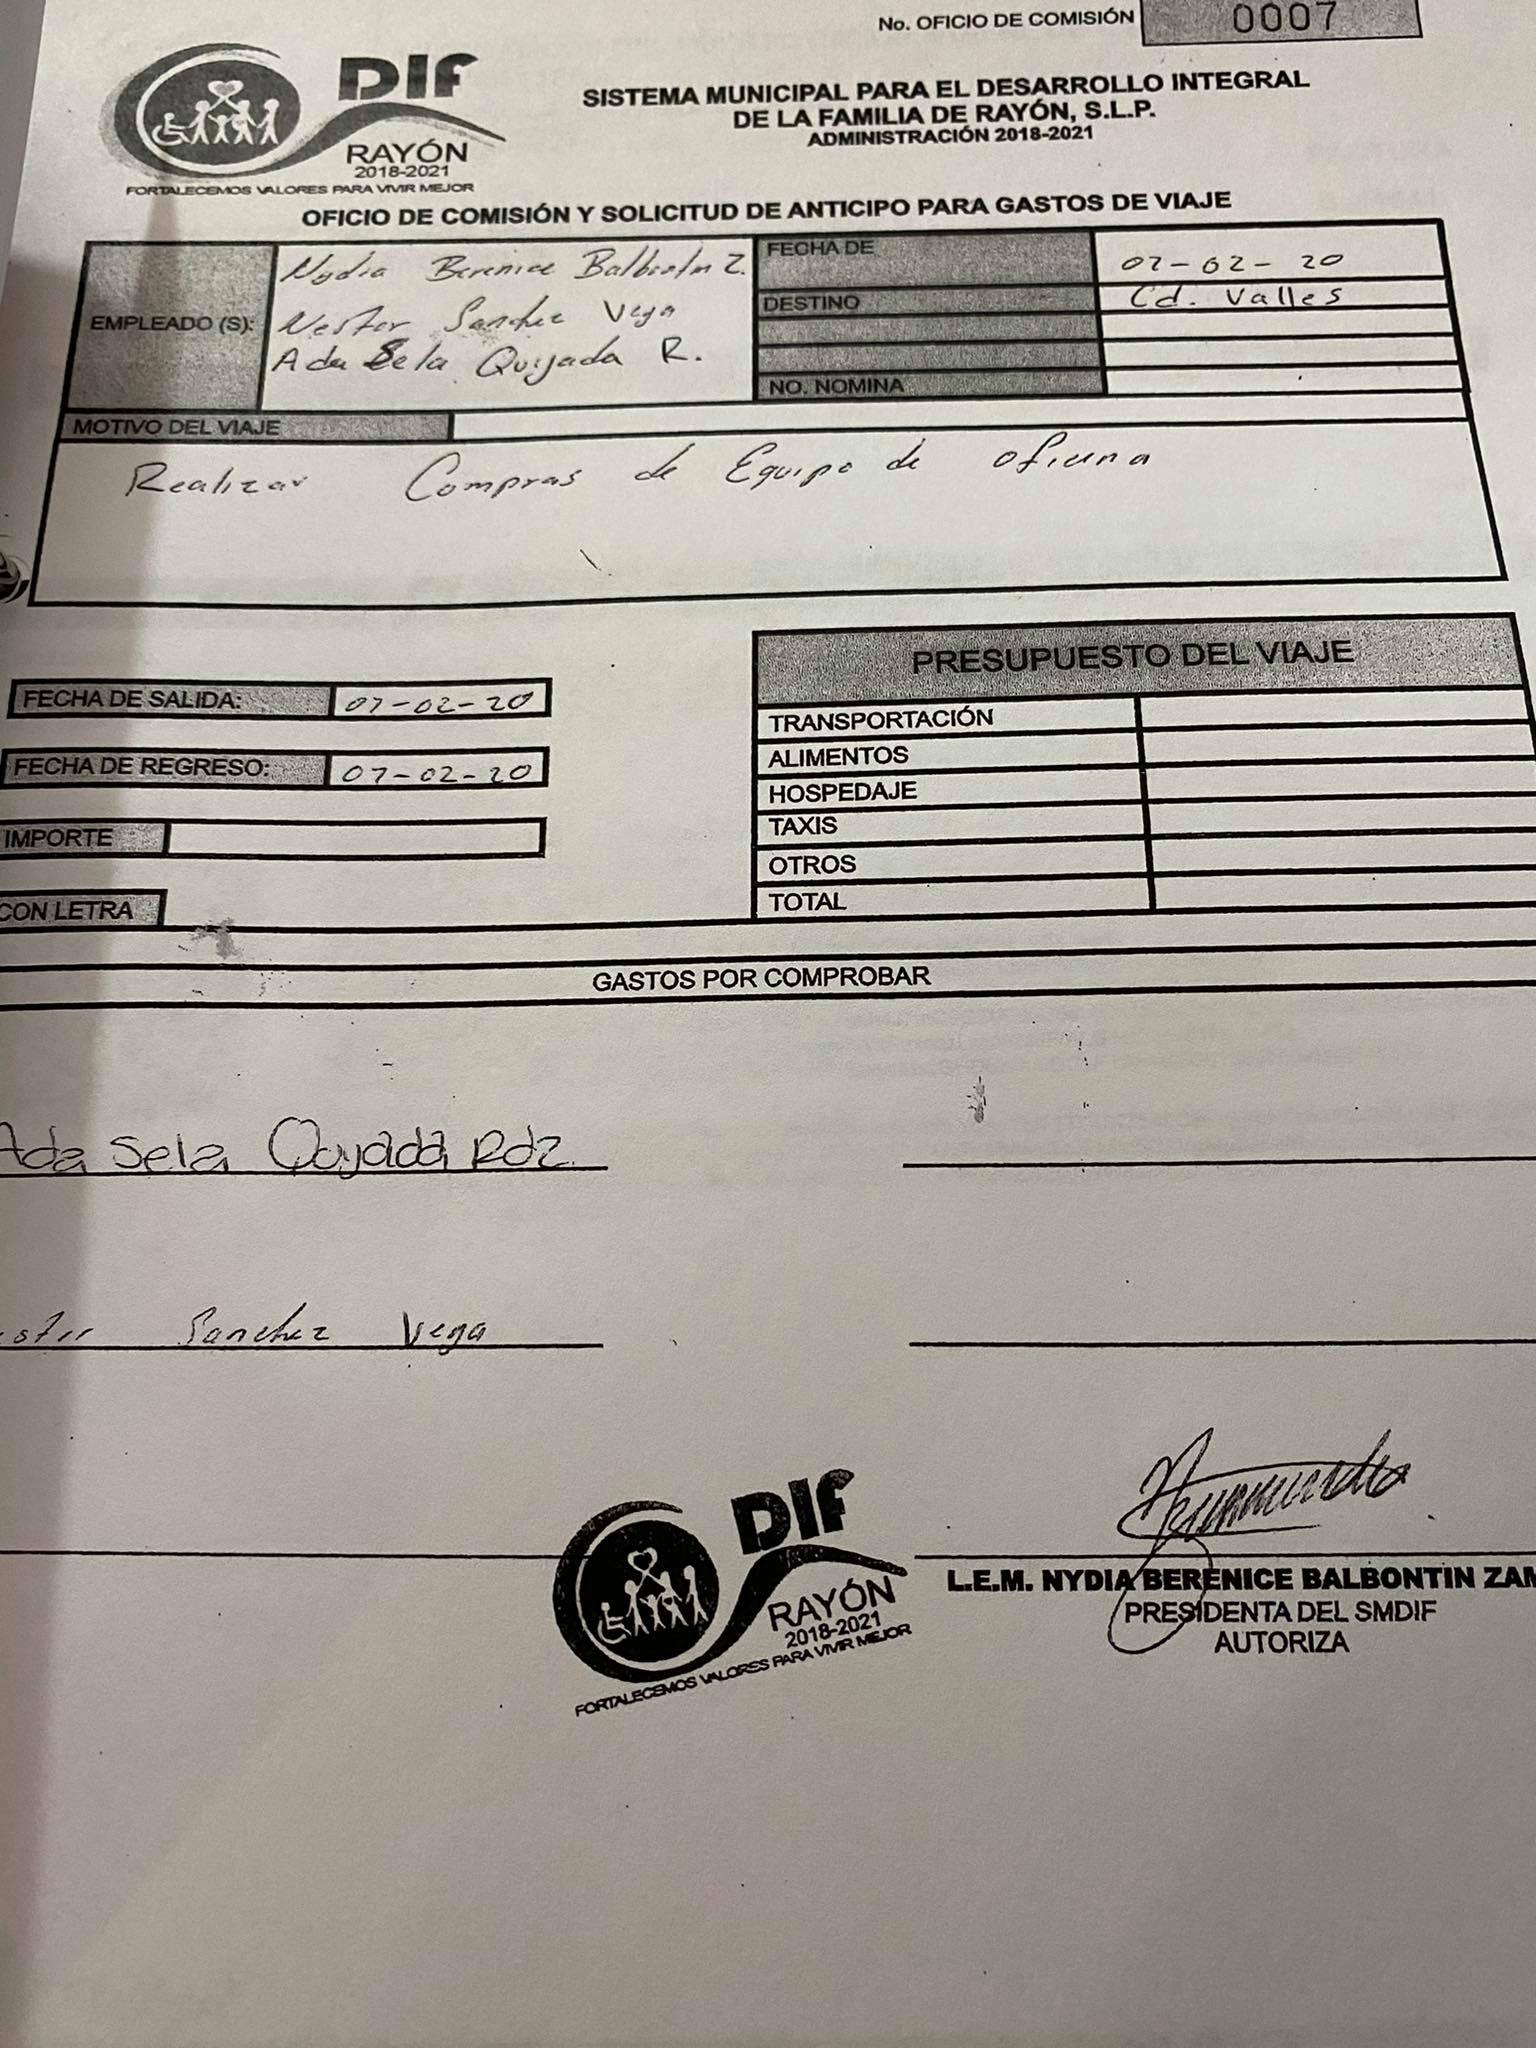 No. OFICIO DE COMISIÓN 0007
DIF
RAYÓN
2018-2021
FORTALECEMOS VALORES PARA VIVIR MEJOR
SISTEMA MUNICIPAL PARA EL DESARROLLO INTEGRAL
DE LA FAMILIA DE RAYÓN, S.L.P.
ADMINISTRACIÓN 2018-2021
OFICIO DE COMISIÓN Y SOLICITUD DE ANTICIPO PARA GASTOS DE VIAJE
EMPLEADO (S):
Nydia Berenice Balbontin Z.
Nestor Sanchez Vega
Ada Sela Quijada R.
FECHA DE 07-02-20
DESTINO Cd. Valles
NO. NOMINA
MOTIVO DEL VIAJE
Realizar Compras de Equipo de oficina
FECHA DE SALIDA: 07-02-20
FECHA DE REGRESO: 07-02-20
IMPORTE
CON LETRA
PRESUPUESTO DEL VIAJE
TRANSPORTACIÓN
ALIMENTOS
HOSPEDAJE
TAXIS
OTROS
TOTAL
GASTOS POR COMPROBAR
Ada Sela Quyada Rdz
Sanchez Vega
DIF
RAYÓN
2018-2021
FORTALECEMOS VALORES PARA VIVIR MEJOR
L.E.M. NYDIA BERENICE BALBONTIN ZAM
PRESIDENTA DEL SMDIF
AUTORIZA